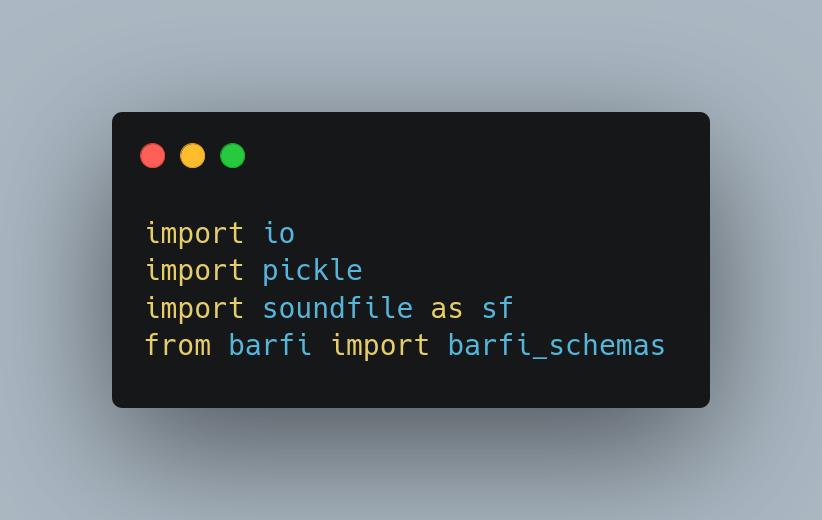 import io
import pickle
import soundfile as sf
from barfi import barfi_schemas